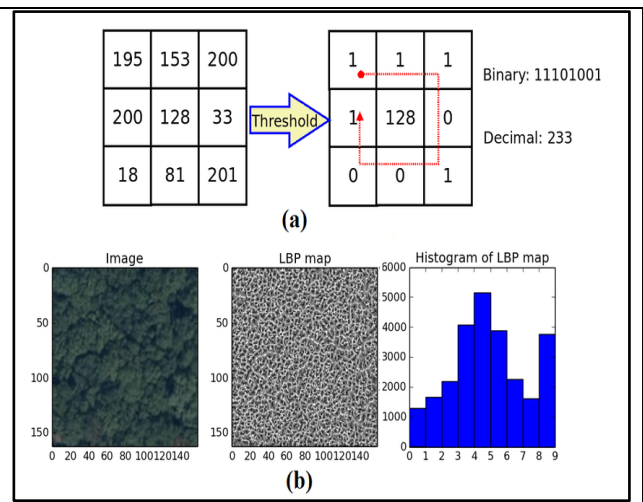 195 153 200
200 128 33
18 81 201
Threshold
1 1 1
1 128 0
0 0 1
Binary: 11101001
Decimal: 233
(a)
Image
0
50
100
150
0 20 40 60 80 100120140
LBP map
0
50
100
150
0 20 40 60 80 100120140
Histogram of LBP map
6000
5000
4000
3000
2000
1000
0
0 1 2 3 4 5 6 7 8 9
(b)